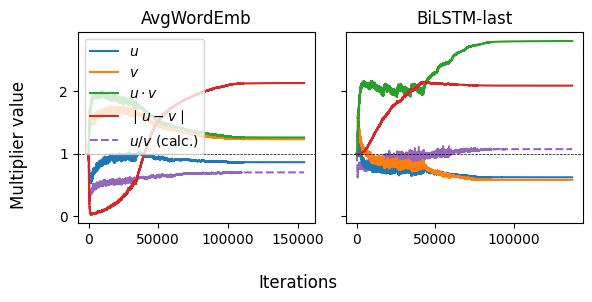 AvgWordEmb
BiLSTM-last
Multiplier value
u
v
u · v
| u − v |
u/v (calc.)
2
1
0
0
50000
100000
150000
0
50000
100000
Iterations